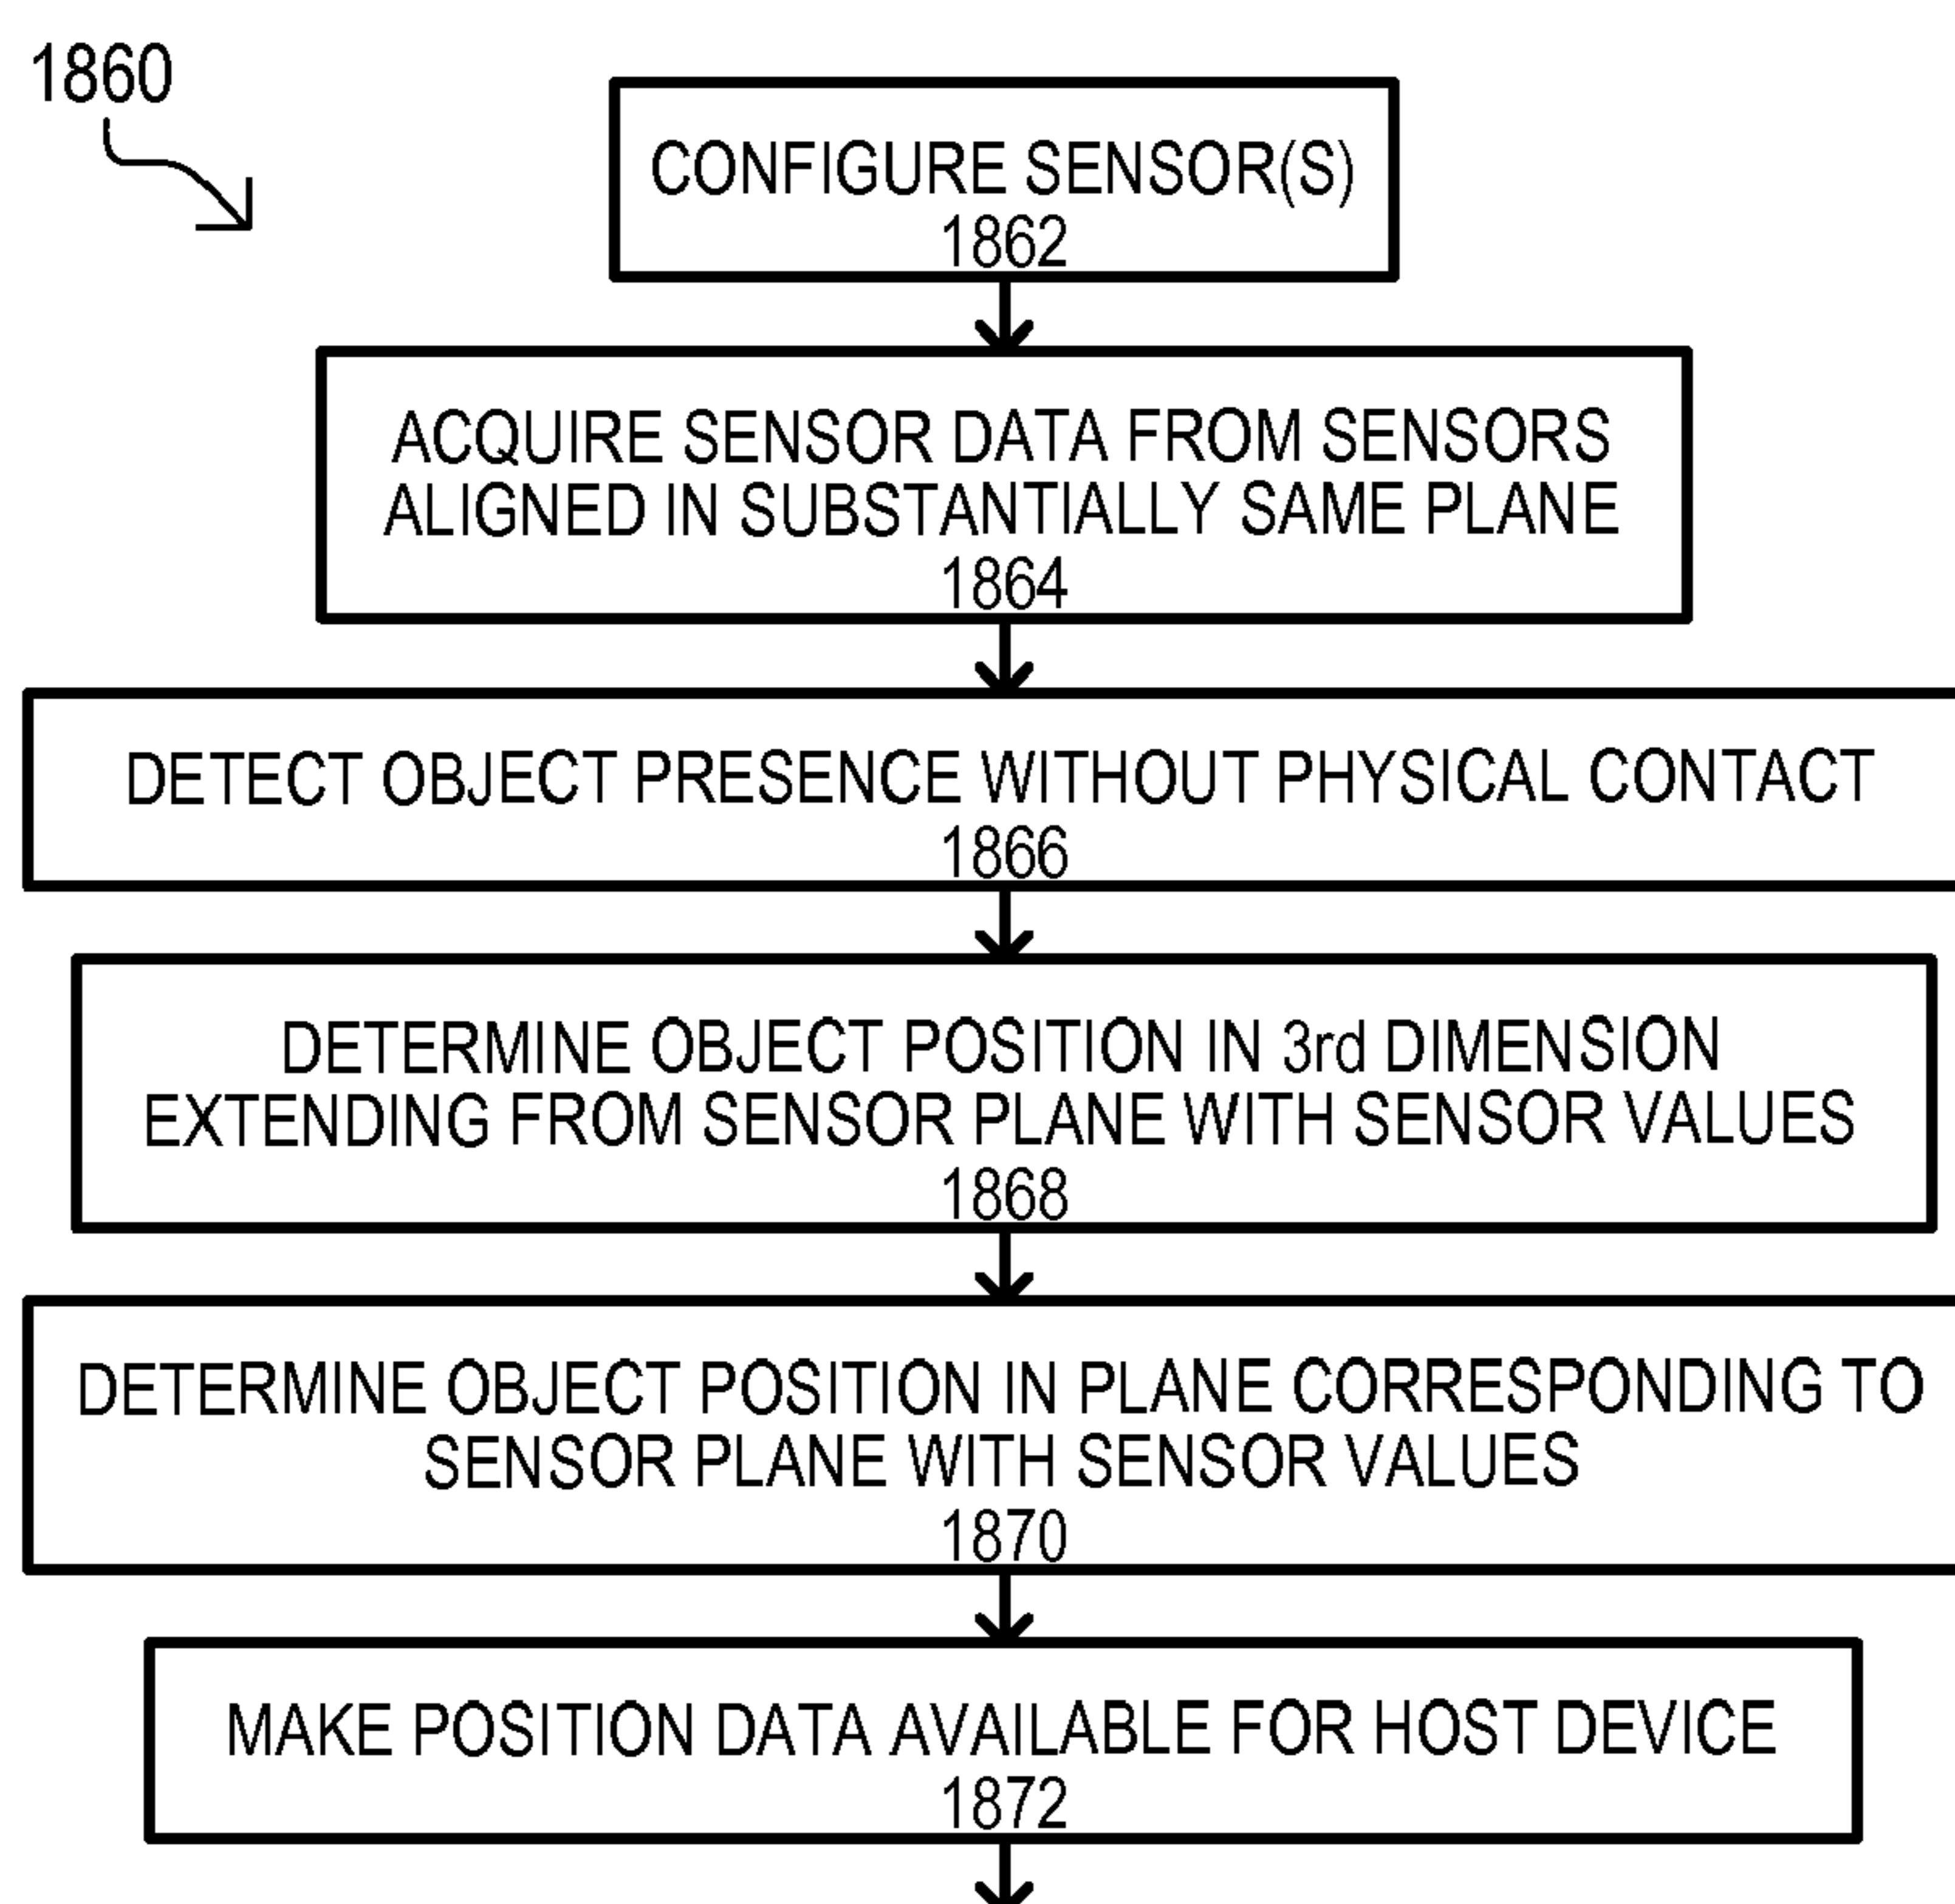 1860
CONFIGURE SENSOR(S)
1862
ACQUIRE SENSOR DATA FROM SENSORS
ALIGNED IN SUBSTANTIALLY SAME PLANE
1864
DETECT OBJECT PRESENCE WITHOUT PHYSICAL CONTACT
1866
DETERMINE OBJECT POSITION IN 3rd DIMENSION
EXTENDING FROM SENSOR PLANE WITH SENSOR VALUES
1868
DETERMINE OBJECT POSITION IN PLANE CORRESPONDING TO
SENSOR PLANE WITH SENSOR VALUES
1870
MAKE POSITION DATA AVAILABLE FOR HOST DEVICE
1872